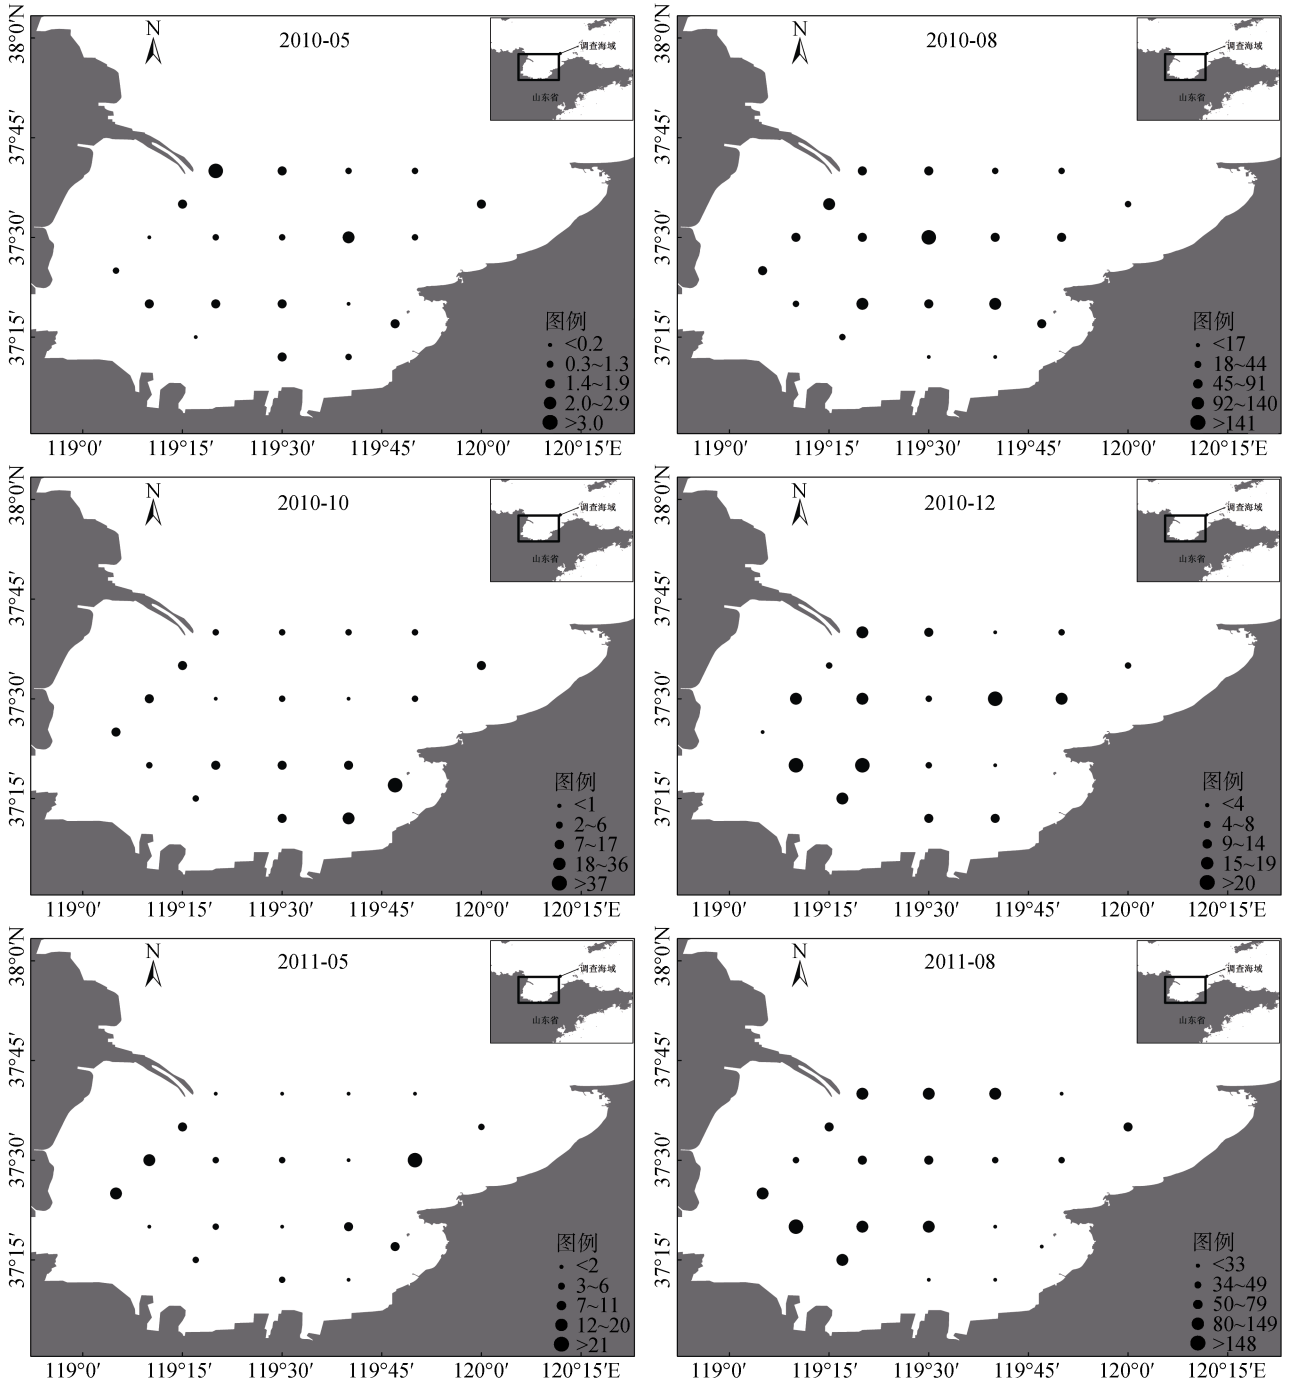 2010-05
N
调查海域
山东省
38°0′N
37°45′
37°30′
37°15′
图例
<0.2
0.3~1.3
1.4~1.9
2.0~2.9
>3.0
119°0′ 119°15′ 119°30′ 119°45′ 120°0′ 120°15′E
2010-08
N
调查海域
山东省
38°0′N
37°45′
37°30′
37°15′
图例
<17
18~44
45~91
92~140
>141
119°0′ 119°15′ 119°30′ 119°45′ 120°0′ 120°15′E
2010-10
N
调查海域
山东省
38°0′N
37°45′
37°30′
37°15′
图例
<1
2~6
7~17
18~36
>37
119°0′ 119°15′ 119°30′ 119°45′ 120°0′ 120°15′E
2010-12
N
调查海域
山东省
38°0′N
37°45′
37°30′
37°15′
图例
<4
4~8
9~14
15~19
>20
119°0′ 119°15′ 119°30′ 119°45′ 120°0′ 120°15′E
2011-05
N
调查海域
山东省
38°0′N
37°45′
37°30′
37°15′
图例
<2
3~6
7~11
12~20
>21
119°0′ 119°15′ 119°30′ 119°45′ 120°0′ 120°15′E
2011-08
N
调查海域
山东省
38°0′N
37°45′
37°30′
37°15′
图例
<33
34~49
50~79
80~149
>148
119°0′ 119°15′ 119°30′ 119°45′ 120°0′ 120°15′E